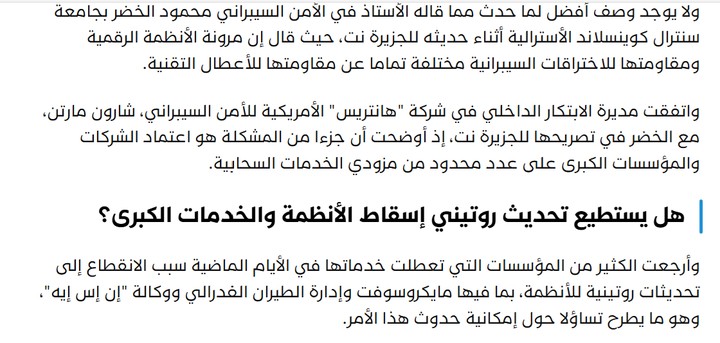 ولا يوجد وصف أفضل لما حدث مما قاله الأستاذ في الأمن السيبراني محمود الخضر بجامعة
سنترال كوينسلاند الأسترالية أثناء حديثه للجزيرة نت، حيث قال إن مرونة الأنظمة الرقمية
ومقاومتها للاختراقات السيبرانية مختلفة تماما عن مقاومتها للأعطال التقنية.
واتفقت مديرة الابتكار الداخلي في شركة "هانتريس" الأمريكية للأمن السيبراني، شارون مارتن،
مع الخضر في تصريحها للجزيرة نت، إذ أوضحت أن جزءا من المشكلة هو اعتماد الشركات
والمؤسسات الكبرى على عدد محدود من مزودي الخدمات السحابية.
هل يستطيع تحديث روتيني إسقاط الأنظمة والخدمات الكبرى؟
وأرجعت الكثير من المؤسسات التي تعطلت خدماتها في الأيام الماضية سبب الانقطاع إلى
تحديثات روتينية للأنظمة، بما فيها مايكروسوفت وإدارة الطيران الفدرالي ووكالة "إن إس إيه"،
وهو ما يطرح تساؤلا حول إمكانية حدوث هذا الأمر.